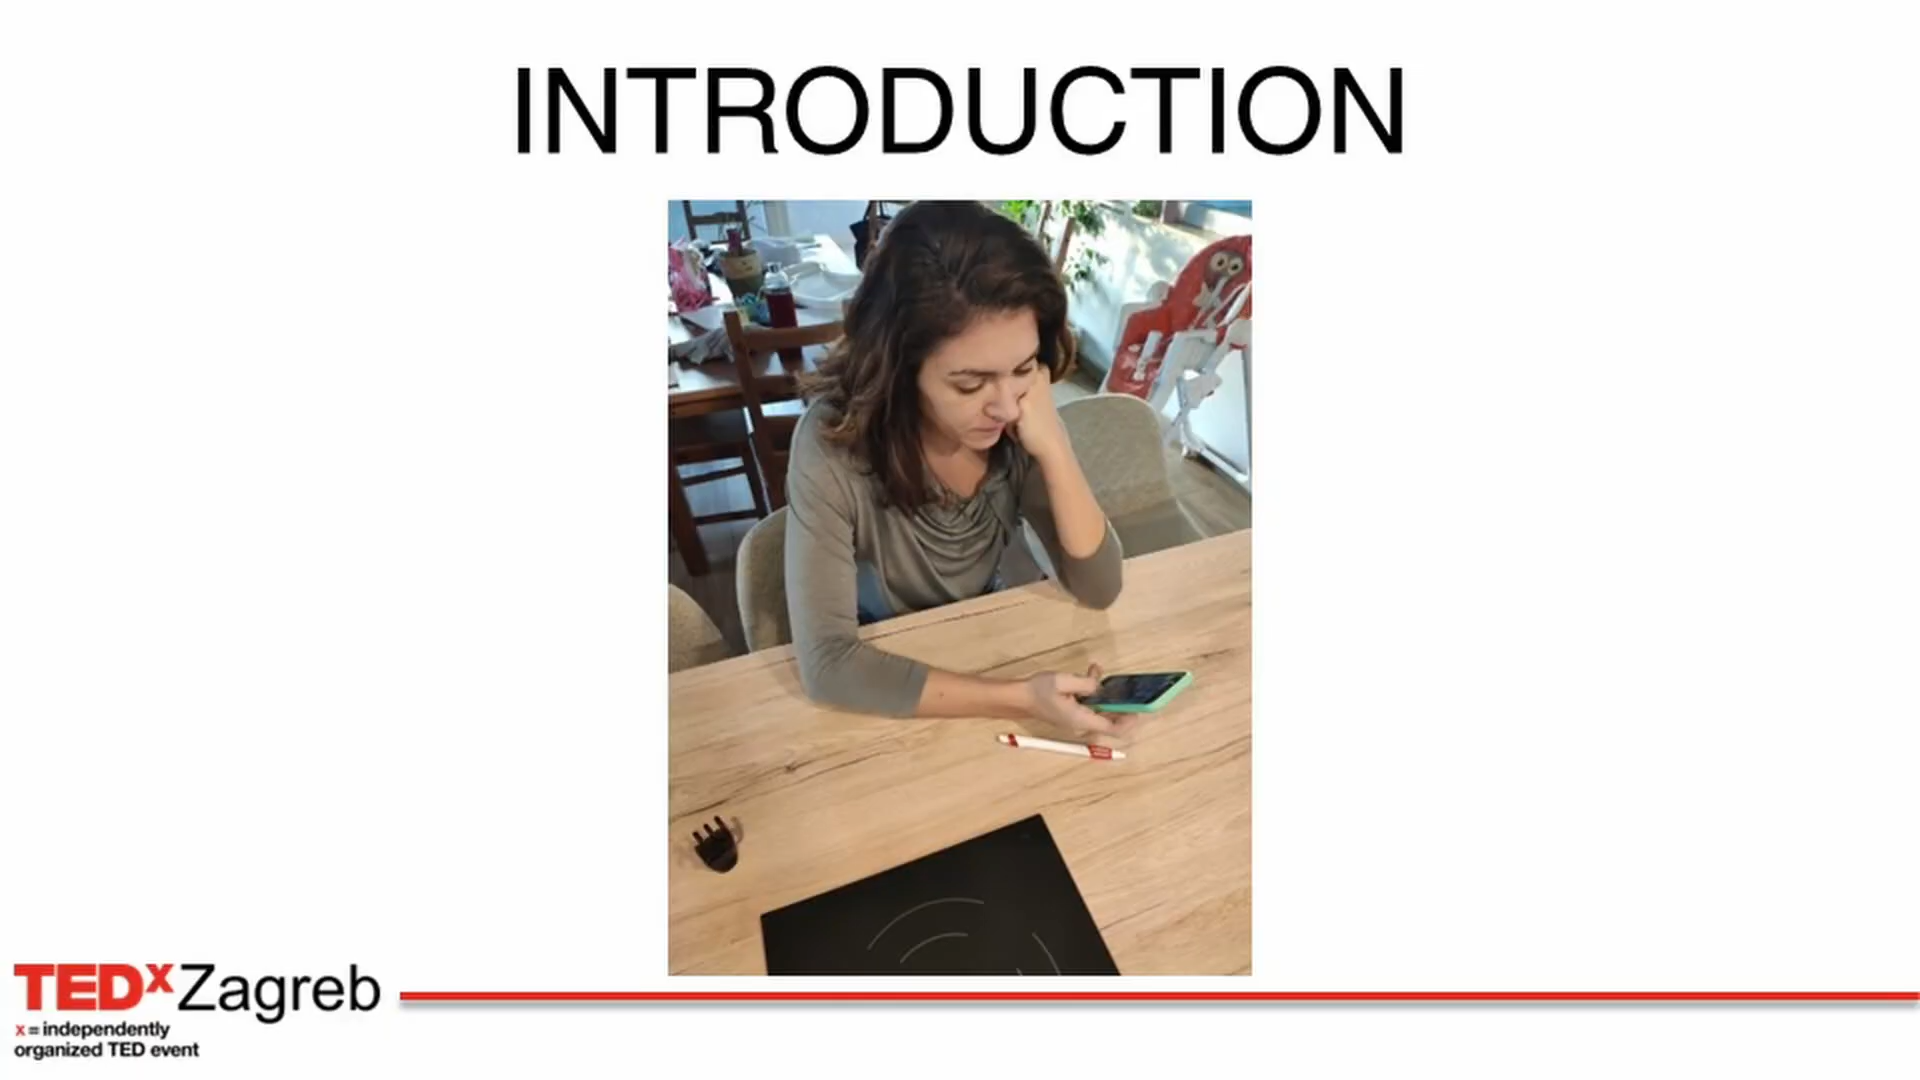 INTRODUCTION
TEDxZagreb
x = independently
organized TED event